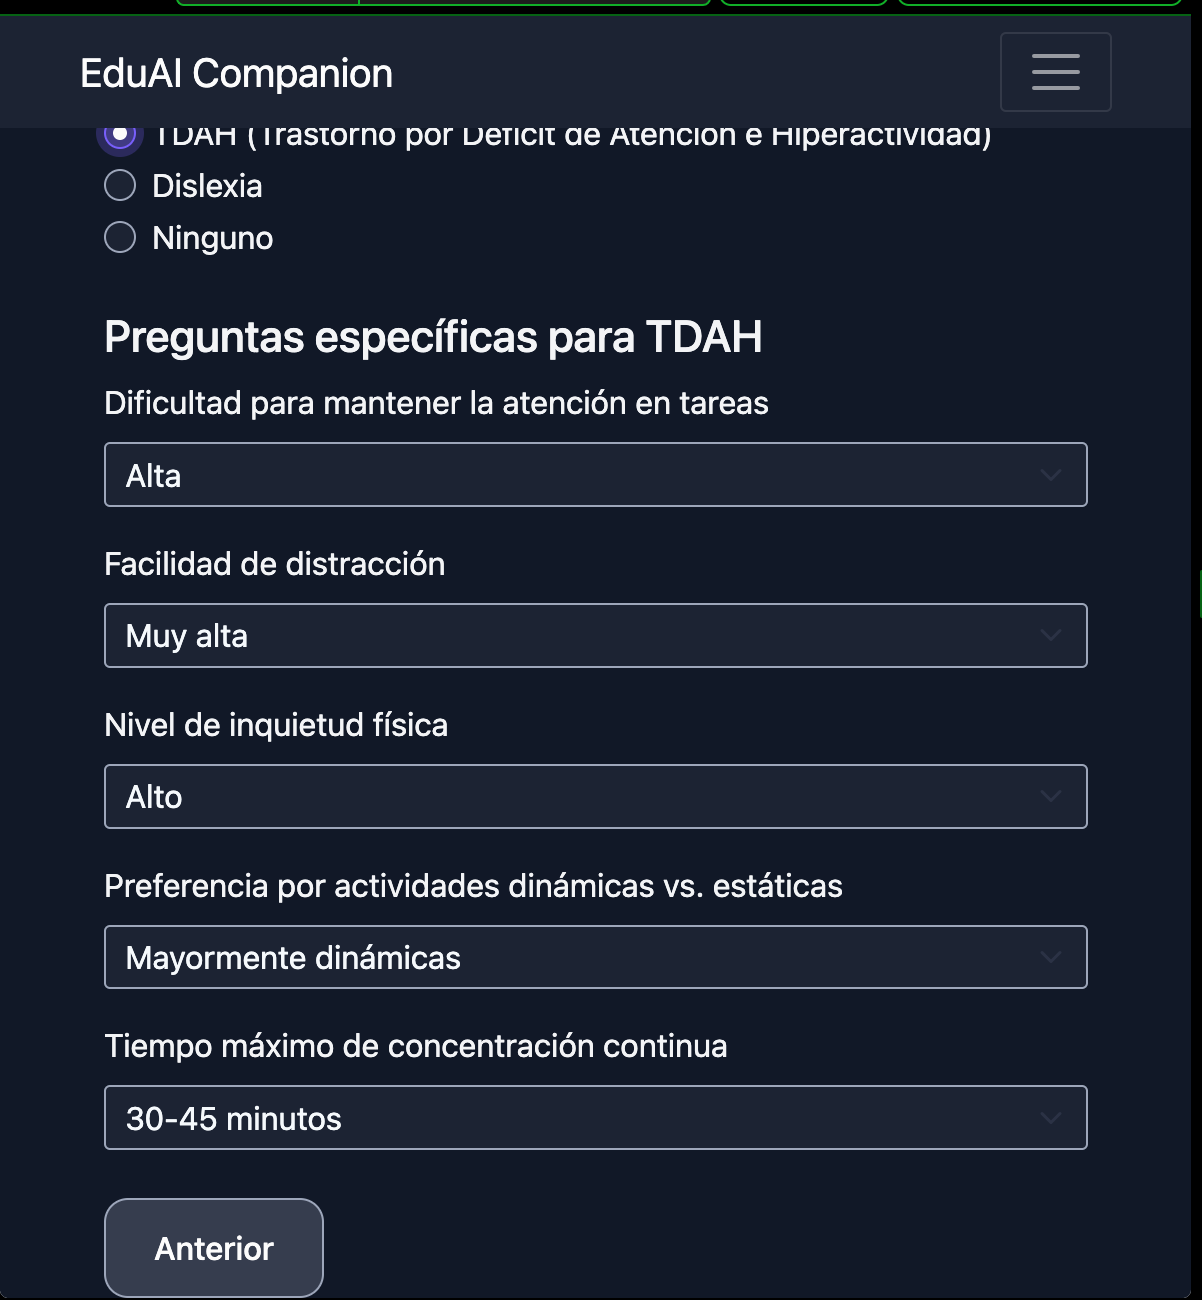 EduAI Companion
TDAH (Trastorno por Déficit de Atención e Hiperactividad)
Dislexia
Ninguno
Preguntas específicas para TDAH
Dificultad para mantener la atención en tareas
Alta
Facilidad de distracción
Muy alta
Nivel de inquietud física
Alto
Preferencia por actividades dinámicas vs. estáticas
Mayormente dinámicas
Tiempo máximo de concentración continua
30-45 minutos
Anterior